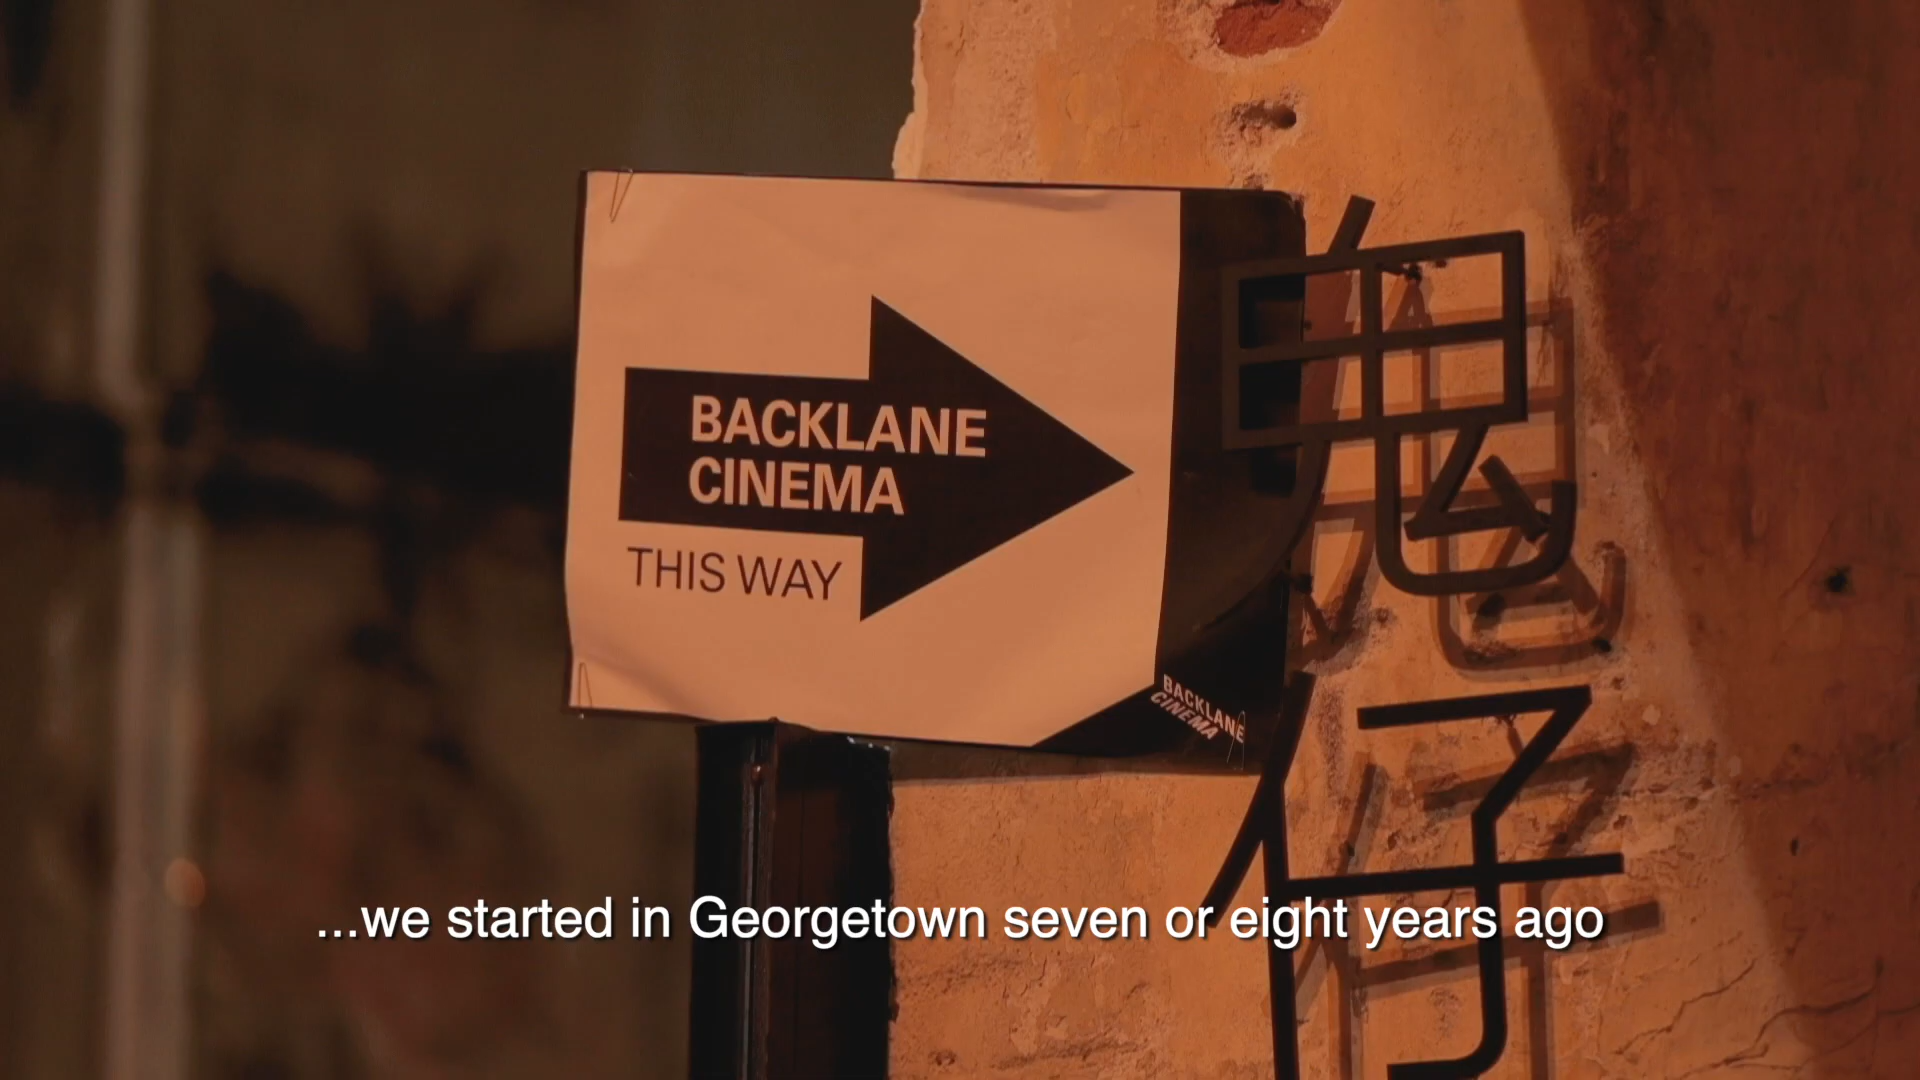 BACKLANE
CINEMA
THIS WAY
BACKLANE
CINEMA
鬼
仔
...we started in Georgetown seven or eight years ago